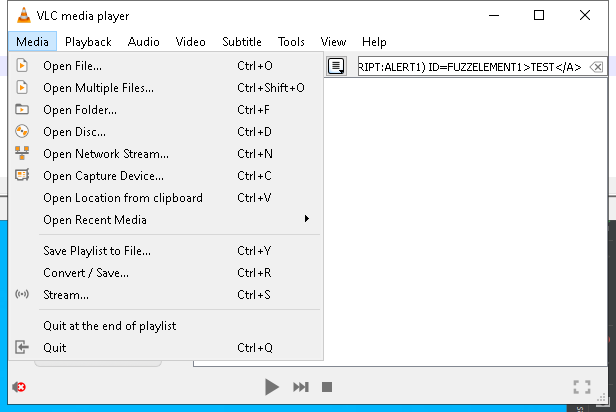 VLC media player
Media Playback Audio Video Subtitle Tools View Help
RIPT:ALERT1) ID=FUZZELEMENT1>TEST</A>
Open File... Ctrl+O
Open Multiple Files... Ctrl+Shift+O
Open Folder... Ctrl+F
Open Disc... Ctrl+D
Open Network Stream... Ctrl+N
Open Capture Device... Ctrl+C
Open Location from clipboard Ctrl+V
Open Recent Media
Save Playlist to File... Ctrl+Y
Convert / Save... Ctrl+R
Stream... Ctrl+S
Quit at the end of playlist
Quit Ctrl+Q